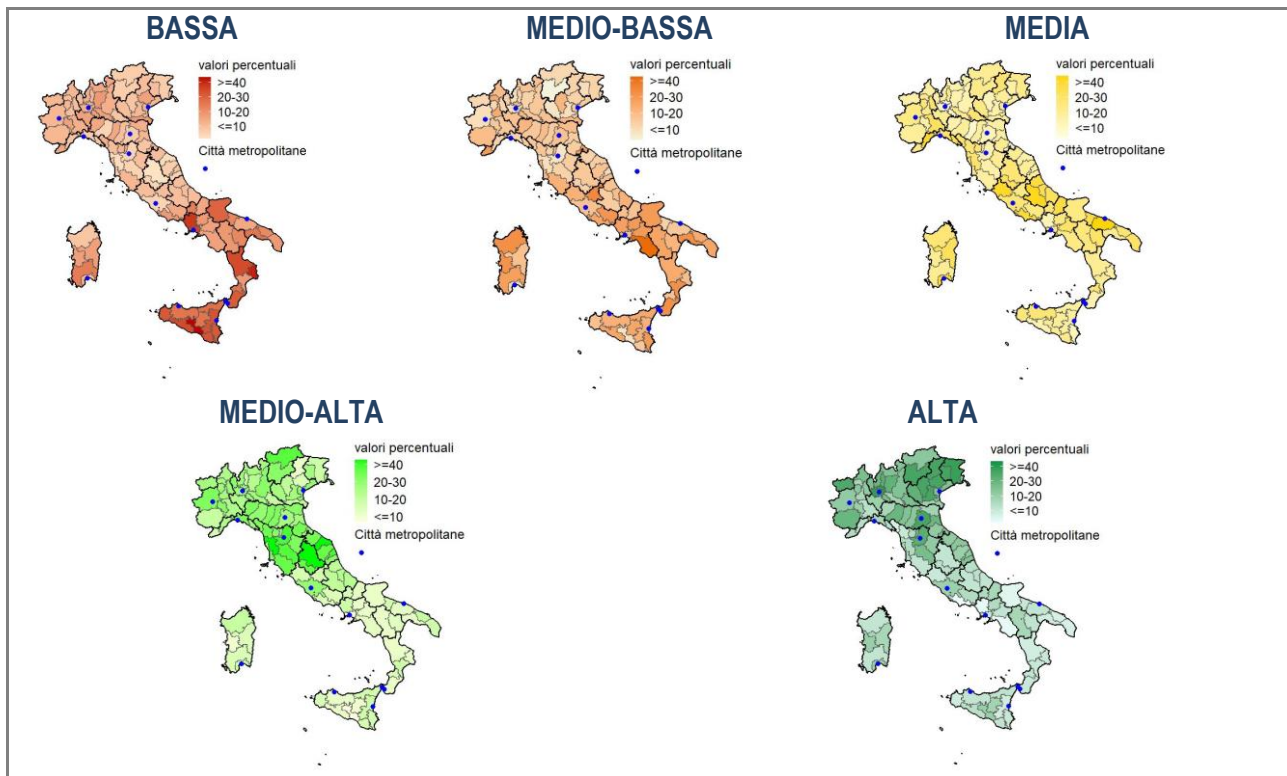 BASSA
valori percentuali
>=40
20-30
10-20
<=10
Città metropolitane
MEDIO-BASSA
valori percentuali
>=40
20-30
10-20
<=10
Città metropolitane
MEDIA
valori percentuali
>=40
20-30
10-20
<=10
Città metropolitane
MEDIO-ALTA
valori percentuali
>=40
20-30
10-20
<=10
Città metropolitane
ALTA
valori percentuali
>=40
20-30
10-20
<=10
Città metropolitane